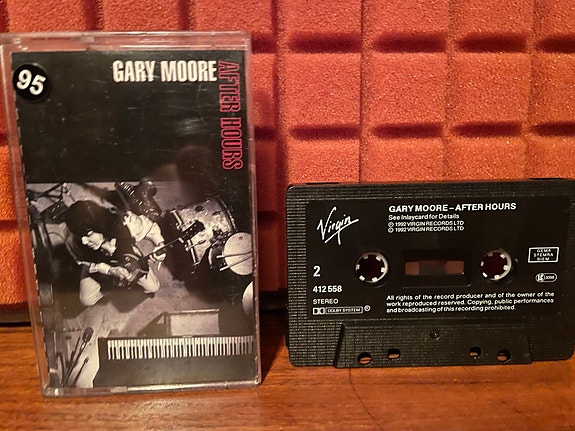 95
GARY MOORE
AFTER HOURS
GARY MOORE – AFTER HOURS
See Inlaycard for Details
Ⓟ 1992 VIRGIN RECORDS LTD
© 1992 VIRGIN RECORDS LTD
Virgin
GEMA
STEMRA
BIEM
2
412 558
STEREO
DOLBY SYSTEM
All rights of the record producer and of the owner of the
work reproduced reserved. Copying, public performances
and broadcasting of this recording prohibited.